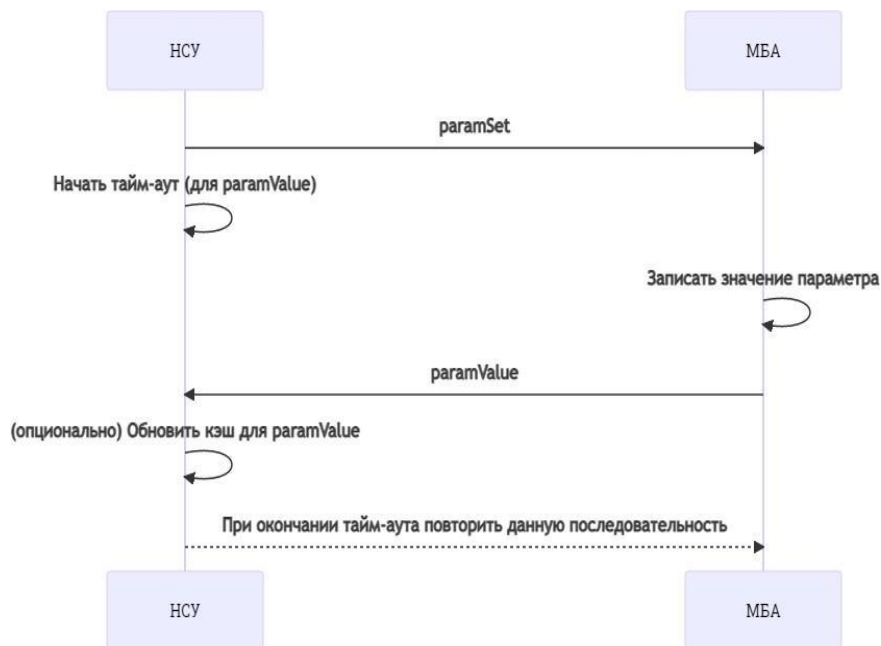 НСУ
МБА
paramSet
Начать тайм-аут (для paramValue)
Записать значение параметра
paramValue
(опционально) Обновить кэш для paramValue
При окончании тайм-аута повторить данную последовательность
НСУ
МБА